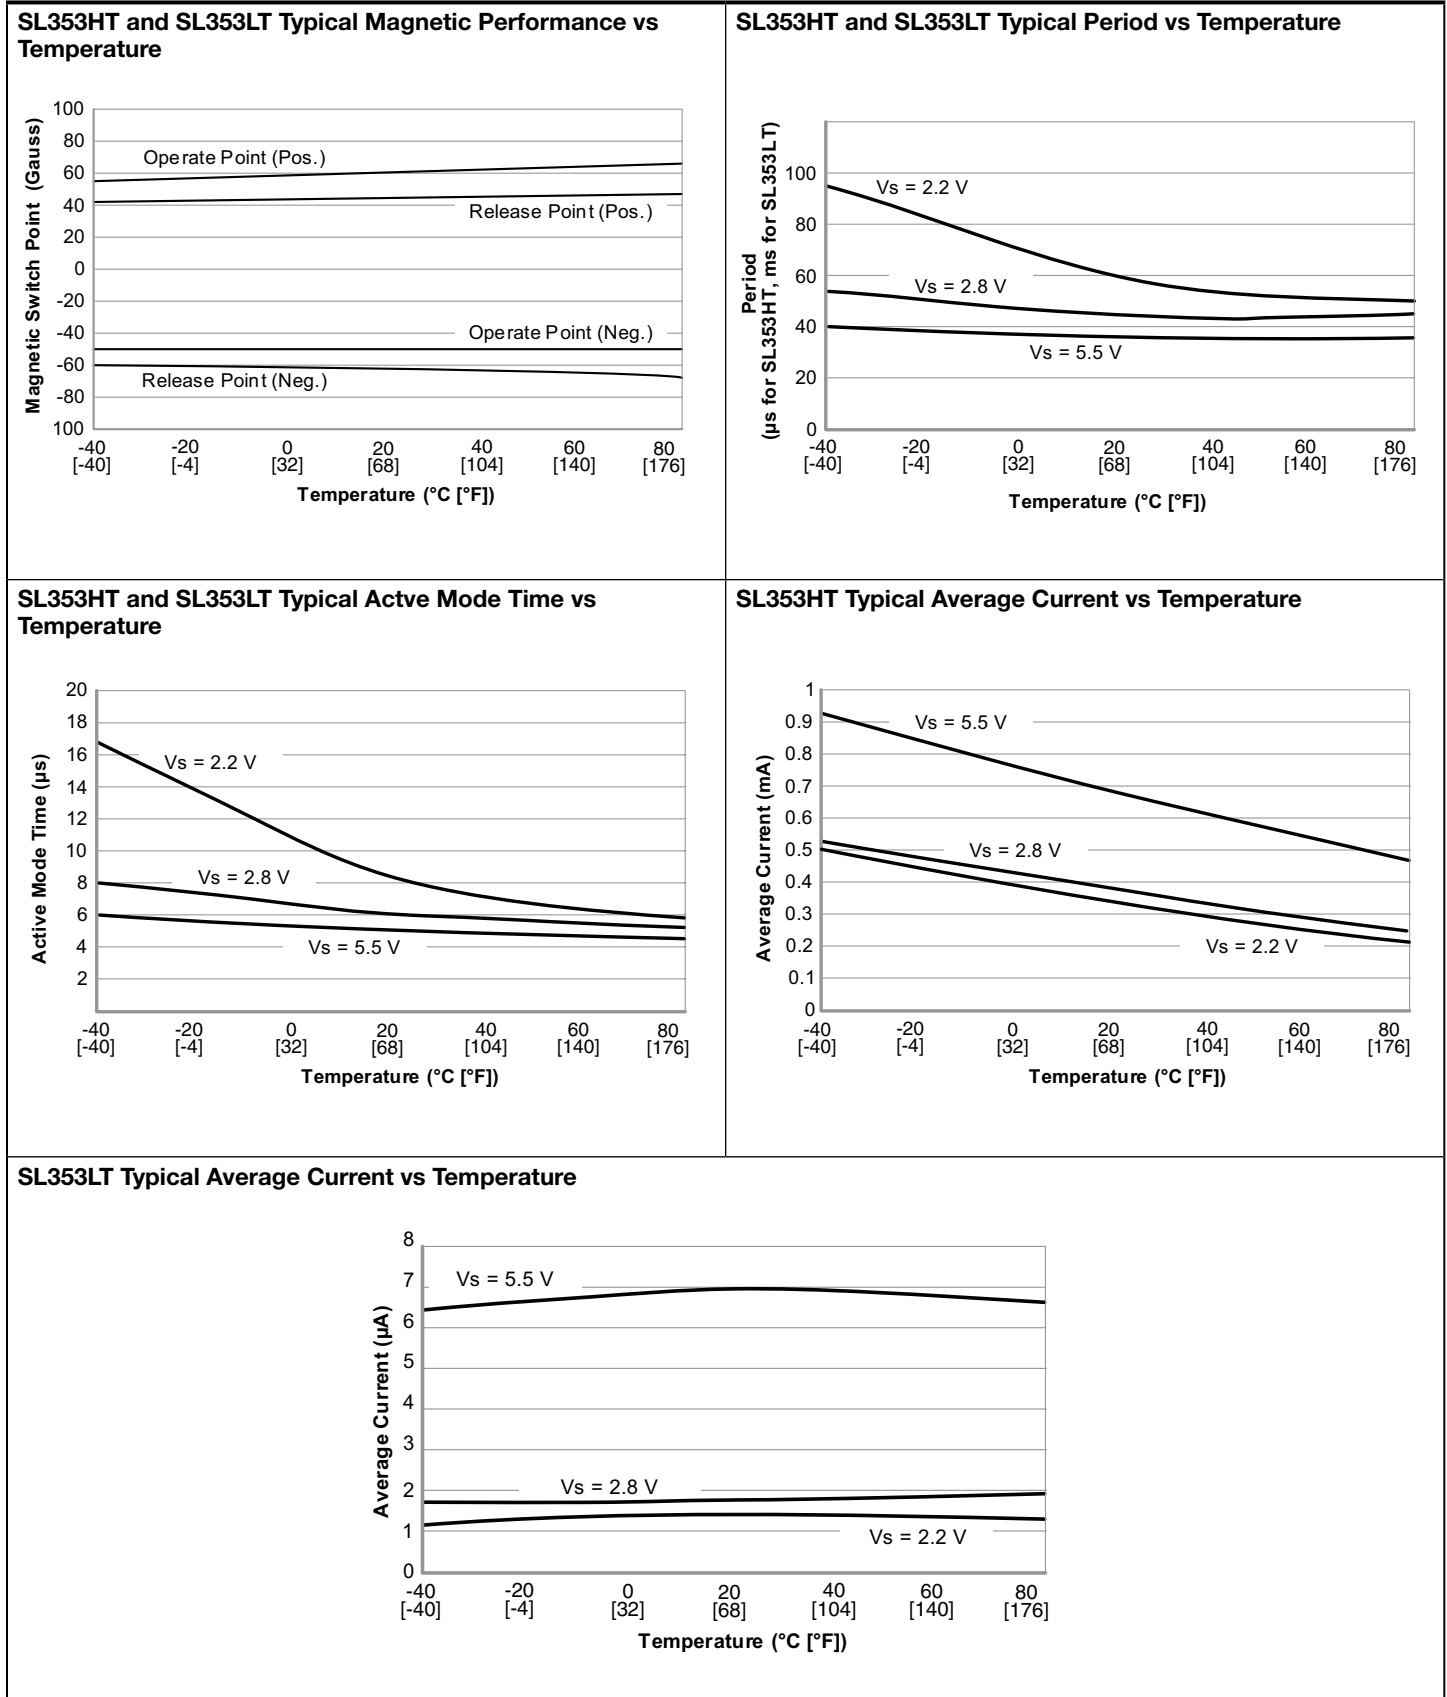 SL353HT and SL353LT Typical Magnetic Performance vs
Temperature
Magnetic Switch Point (Gauss)
100
80
60
40
20
0
-20
-40
-60
-80
100
Operate Point (Pos.)
Release Point (Pos.)
Operate Point (Neg.)
Release Point (Neg.)
-40 -20 0 20 40 60 80
[-40] [-4] [32] [68] [104] [140] [176]
Temperature (°C [°F])
SL353HT and SL353LT Typical Period vs Temperature
Period
(µs for SL353HT, ms for SL353LT)
100
80
60
40
20
0
Vs = 2.2 V
Vs = 2.8 V
Vs = 5.5 V
-40 -20 0 20 40 60 80
[-40] [-4] [32] [68] [104] [140] [176]
Temperature (°C [°F])
SL353HT and SL353LT Typical Actve Mode Time vs
Temperature
Active Mode Time (µs)
20
18
16
14
12
10
8
6
4
2
Vs = 2.2 V
Vs = 2.8 V
Vs = 5.5 V
-40 -20 0 20 40 60 80
[-40] [-4] [32] [68] [104] [140] [176]
Temperature (°C [°F])
SL353HT Typical Average Current vs Temperature
Average Current (mA)
1
0.9
0.8
0.7
0.6
0.5
0.4
0.3
0.2
0.1
0
Vs = 5.5 V
Vs = 2.8 V
Vs = 2.2 V
-40 -20 0 20 40 60 80
[-40] [-4] [32] [68] [104] [140] [176]
Temperature (°C [°F])
SL353LT Typical Average Current vs Temperature
Average Current (µA)
8
7
6
5
4
3
2
1
0
Vs = 5.5 V
Vs = 2.8 V
Vs = 2.2 V
-40 -20 0 20 40 60 80
[-40] [-4] [32] [68] [104] [140] [176]
Temperature (°C [°F])